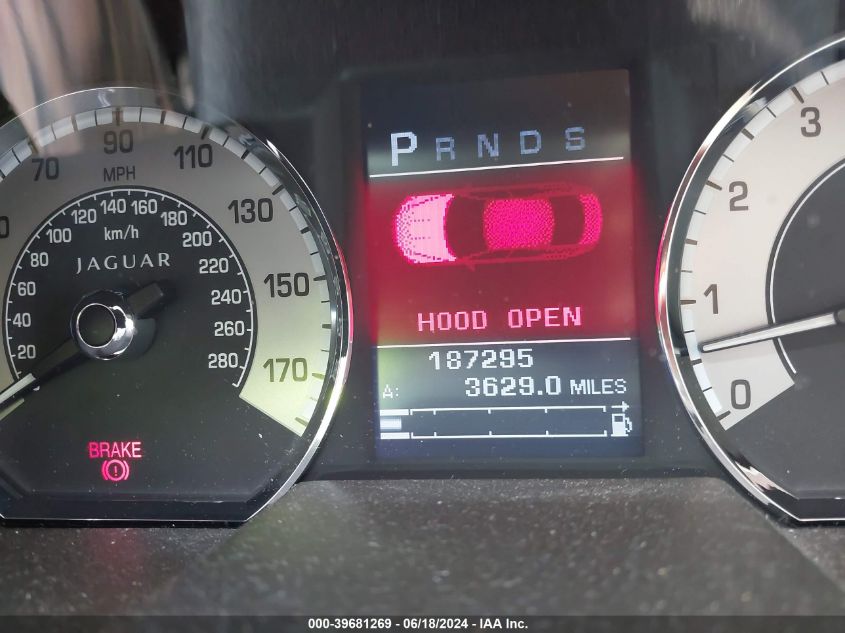 P R N D S
70 90 110 130 150 170
MPH
20 40 60 80 100 120 140 160 180 200 220 240 260 280
km/h
JAGUAR
BRAKE
HOOD OPEN
187295
A: 3629.0 MILES
0 1 2 3
000-39681269 - 06/18/2024 - IAA Inc.